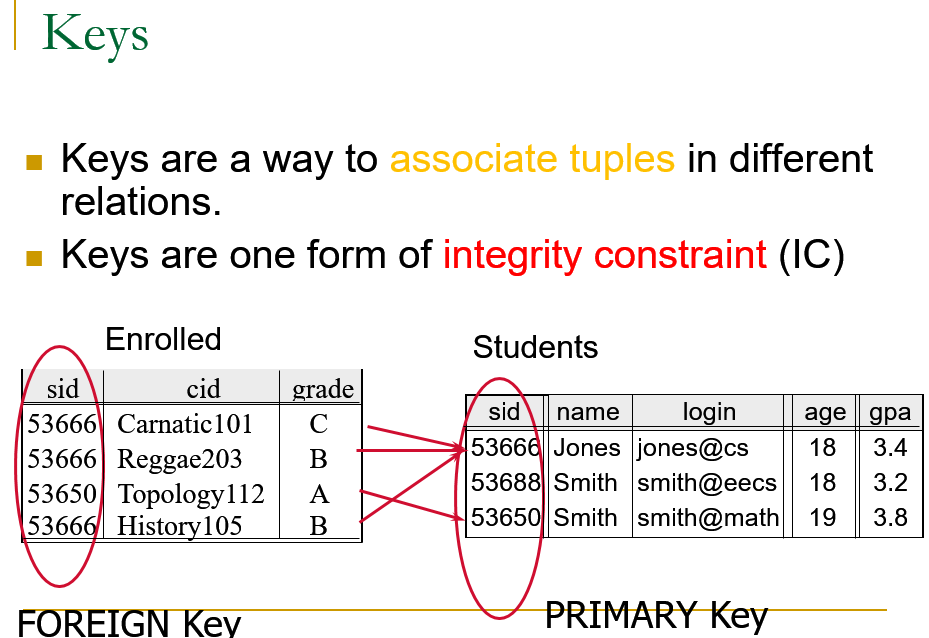 Keys
Keys are a way to associate tuples in different
relations.
Keys are one form of integrity constraint (IC)
Enrolled
sid cid grade
53666 Carnatic101 C
53666 Reggae203 B
53650 Topology112 A
53666 History105 B
FOREIGN Key
Students
sid name login age gpa
53666 Jones jones@cs 18 3.4
53688 Smith smith@eecs 18 3.2
53650 Smith smith@math 19 3.8
PRIMARY Key